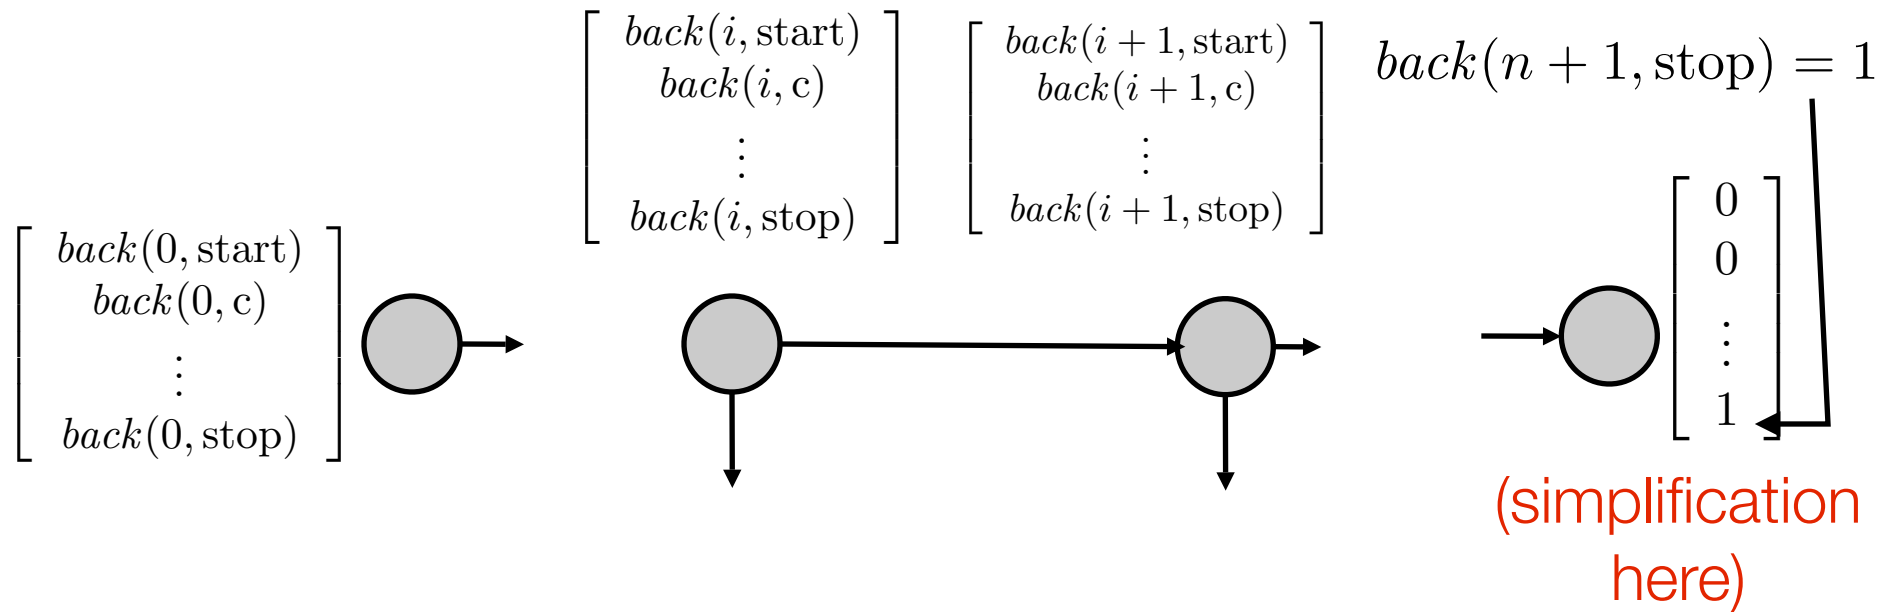 back(0, start)
back(0, c)
⋮
back(0, stop)
back(i, start)
back(i, c)
⋮
back(i, stop)
back(i + 1, start)
back(i + 1, c)
⋮
back(i + 1, stop)
back(n + 1, stop) = 1
0
0
⋮
1
(simplification
here)